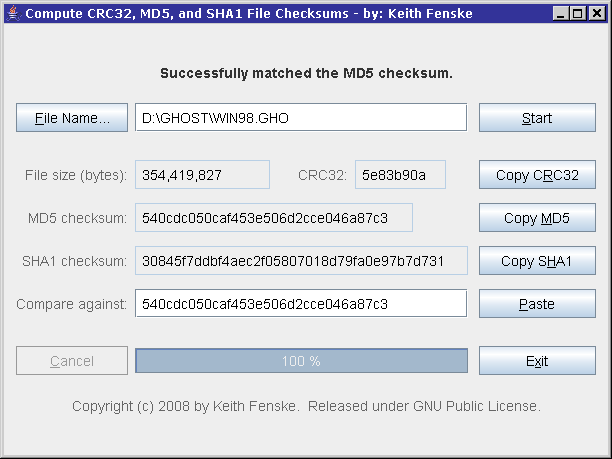 Compute CRC32, MD5, and SHA1 File Checksums - by: Keith Fenske
Successfully matched the MD5 checksum.
File Name... D:\GHOST\WIN98.GHO Start
File size (bytes): 354,419,827 CRC32: 5e83b90a Copy CRC32
MD5 checksum: 540cdc050caf453e506d2cce046a87c3 Copy MD5
SHA1 checksum: 30845f7ddbf4aec2f05807018d79fa0e97b7d731 Copy SHA1
Compare against: 540cdc050caf453e506d2cce046a87c3 Paste
Cancel 100 % Exit
Copyright (c) 2008 by Keith Fenske. Released under GNU Public License.